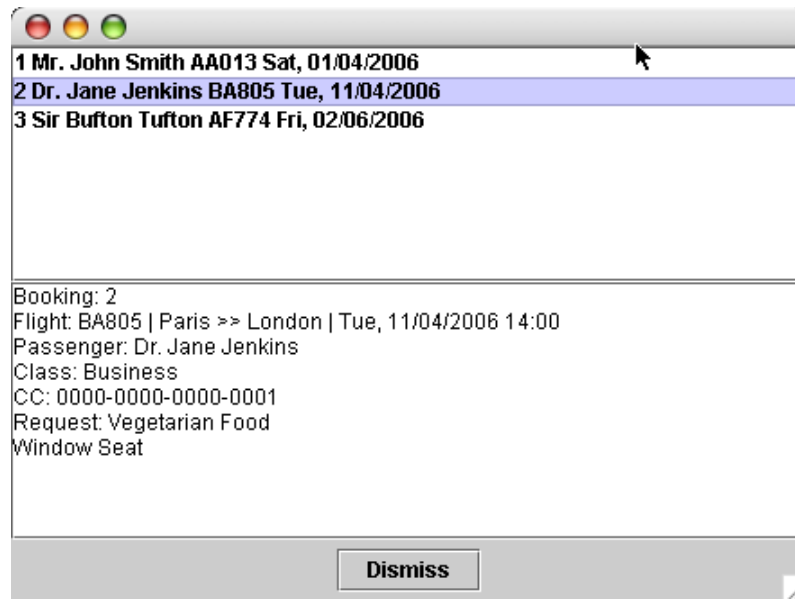 1 Mr. John Smith AA013 Sat, 01/04/2006
2 Dr. Jane Jenkins BA805 Tue, 11/04/2006
3 Sir Bufton Tufton AF774 Fri, 02/06/2006
Booking: 2
Flight: BA805 | Paris >> London | Tue, 11/04/2006 14:00
Passenger: Dr. Jane Jenkins
Class: Business
CC: 0000-0000-0000-0001
Request: Vegetarian Food
Window Seat
Dismiss